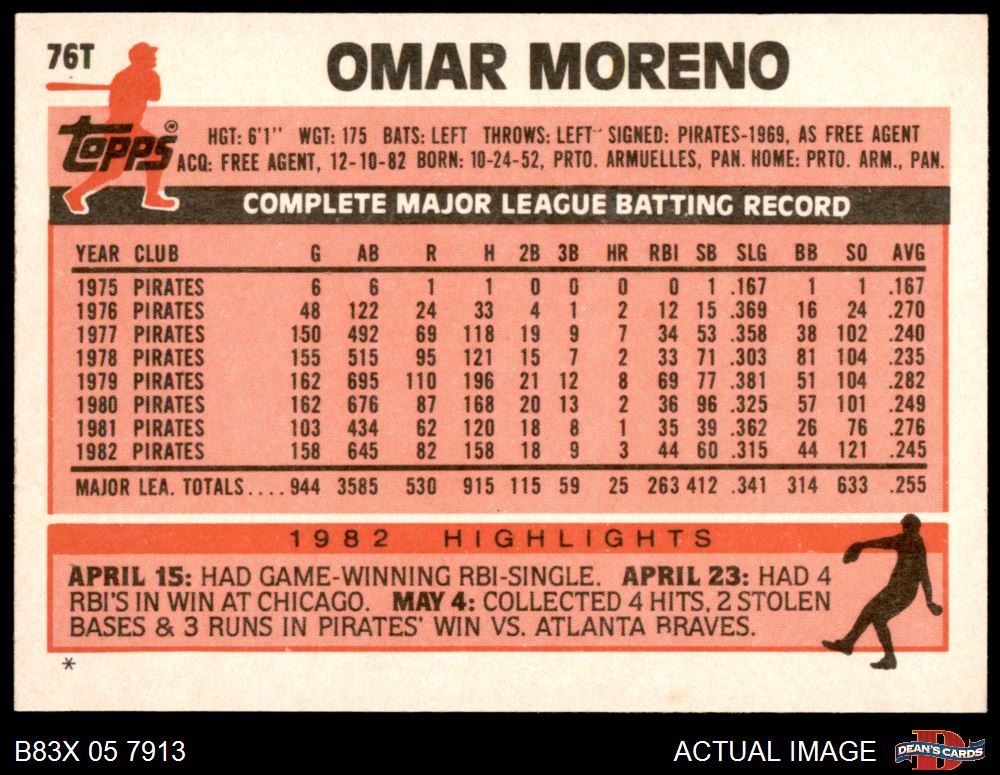 76T
OMAR MORENO
Topps®
HGT: 6'1" WGT: 175 BATS: LEFT THROWS: LEFT SIGNED: PIRATES-1969, AS FREE AGENT
ACQ: FREE AGENT, 12-10-82 BORN: 10-24-52, PRTO. ARMUELLES, PAN. HOME: PRTO. ARM., PAN.
COMPLETE MAJOR LEAGUE BATTING RECORD
YEAR CLUB G AB R H 2B 3B HR RBI SB SLG BB SO AVG
1975 PIRATES 6 6 1 1 0 0 0 0 1 .167 1 1 .167
1976 PIRATES 48 122 24 33 4 1 2 12 15 .369 16 24 .270
1977 PIRATES 150 492 69 118 19 9 7 34 53 .358 38 102 .240
1978 PIRATES 155 515 95 121 15 7 2 33 71 .303 81 104 .235
1979 PIRATES 162 695 110 196 21 12 8 69 77 .381 51 104 .282
1980 PIRATES 162 676 87 168 20 13 2 36 96 .325 57 101 .249
1981 PIRATES 103 434 62 120 18 8 1 35 39 .362 26 76 .276
1982 PIRATES 158 645 82 158 18 9 3 44 60 .315 44 121 .245
MAJOR LEA. TOTALS.... 944 3585 530 915 115 59 25 263 412 .341 314 633 .255
1982 HIGHLIGHTS
APRIL 15: HAD GAME-WINNING RBI-SINGLE. APRIL 23: HAD 4
RBI'S IN WIN AT CHICAGO. MAY 4: COLLECTED 4 HITS, 2 STOLEN
BASES & 3 RUNS IN PIRATES' WIN VS. ATLANTA BRAVES.
*
B83X 05 7913
ACTUAL IMAGE
DEAN'S CARDS